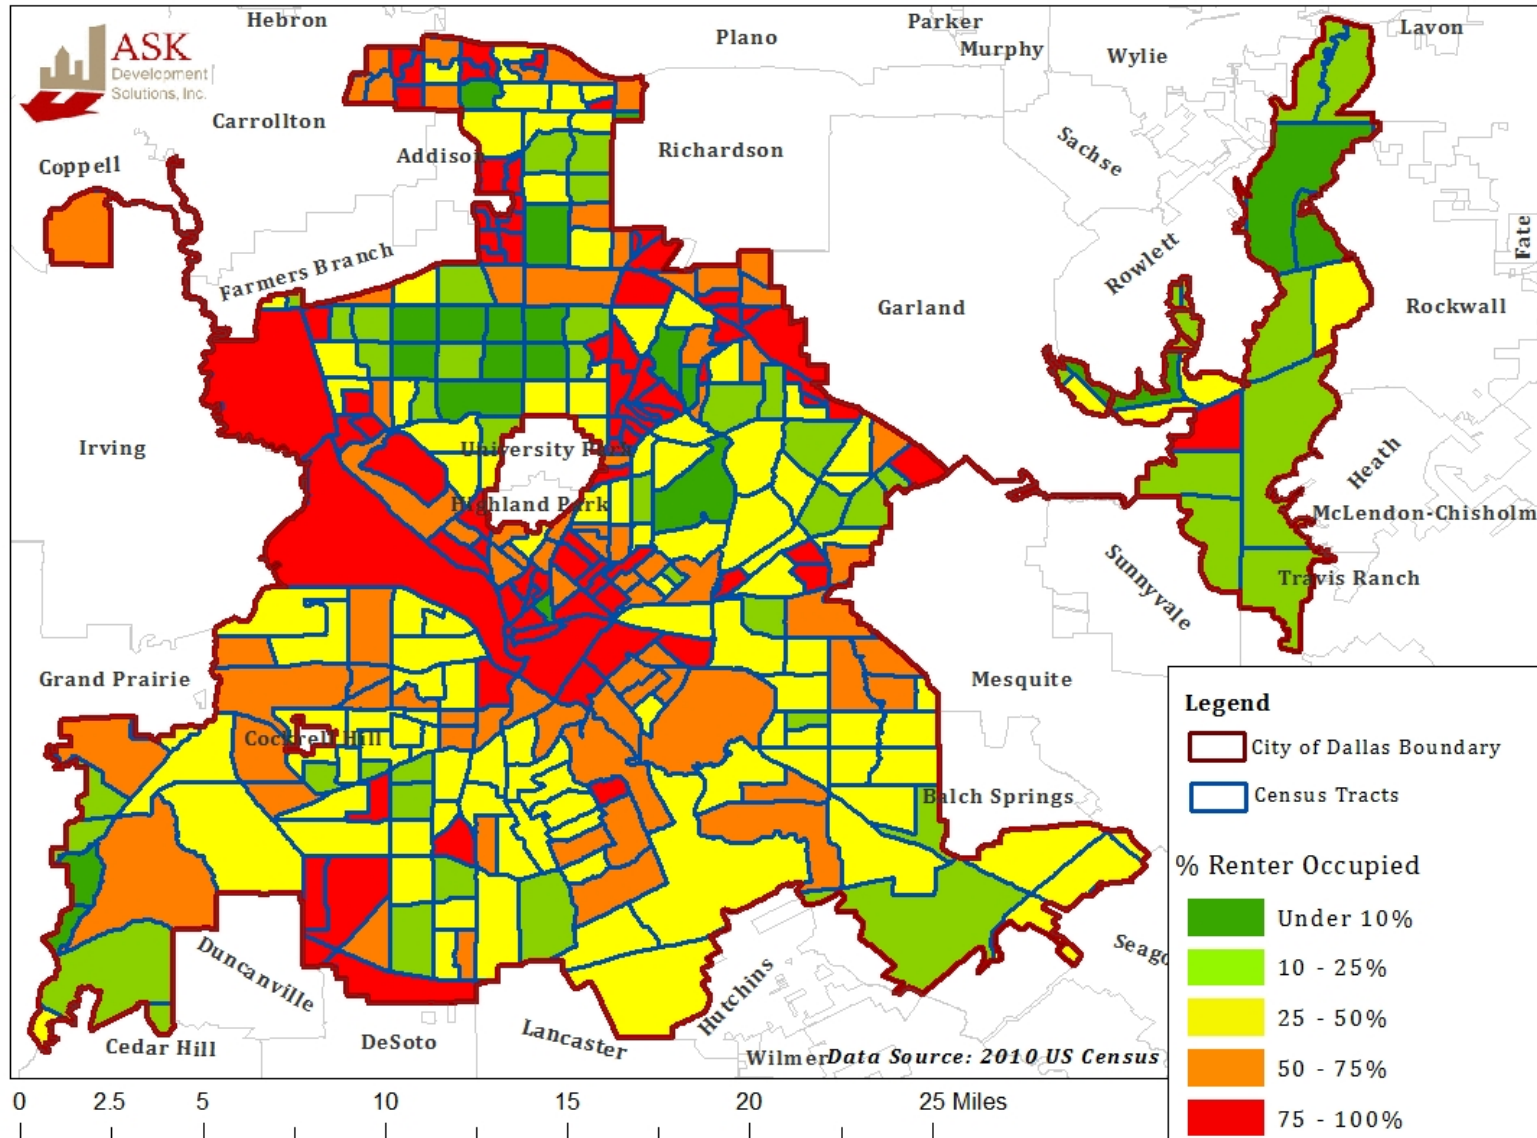 ASK
Development
Solutions, Inc.
Hebron
Plano
Parker
Murphy
Wylie
Lavon
Carrollton
Addison
Richardson
Sachse
Coppell
Farmers Branch
Garland
Rowlett
Fate
Rockwall
Irving
University Park
Highland Park
Heath
McLendon-Chisholm
Sunnyvale
Travis Ranch
Grand Prairie
Mesquite
Cockrell Hill
Balch Springs
Duncanville
Cedar Hill
DeSoto
Lancaster
Hutchins
Wilmer
Seago
Data Source: 2010 US Census
Legend
City of Dallas Boundary
Census Tracts
% Renter Occupied
Under 10%
10 - 25%
25 - 50%
50 - 75%
75 - 100%
0 2.5 5 10 15 20 25 Miles